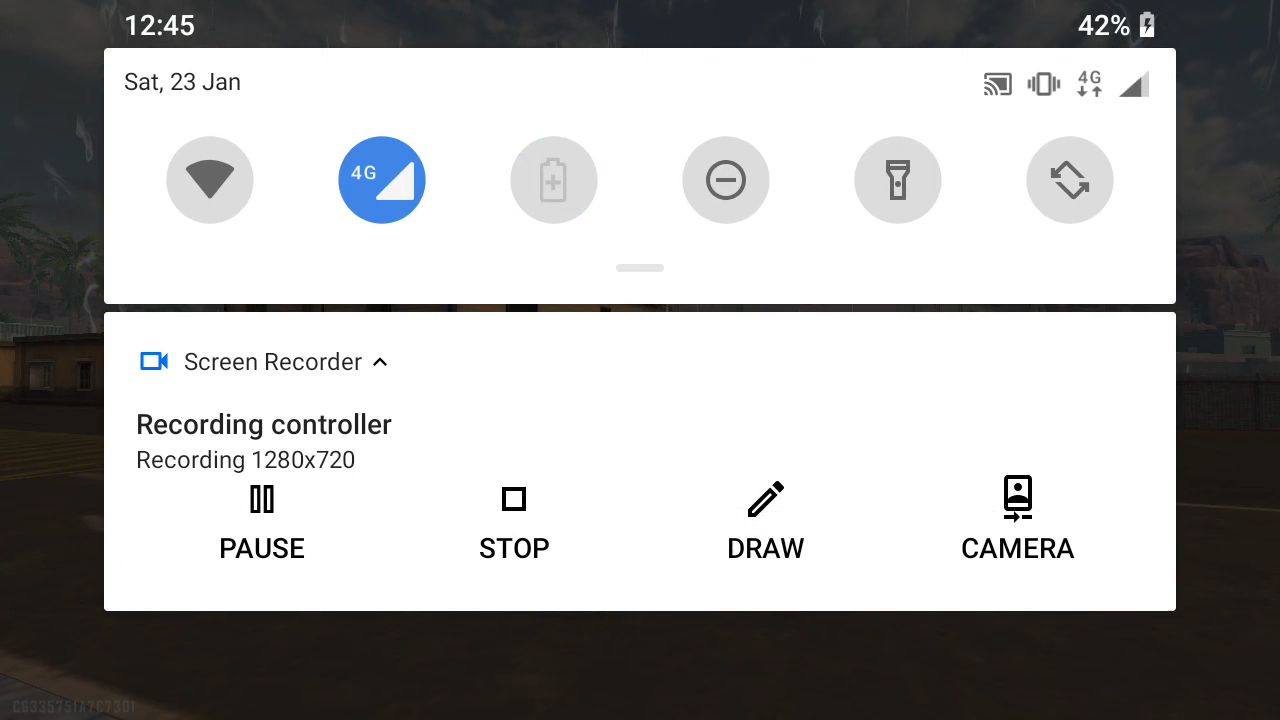 12:45 42%
Sat, 23 Jan 4G
4G
Screen Recorder
Recording controller
Recording 1280x720
PAUSE STOP DRAW CAMERA